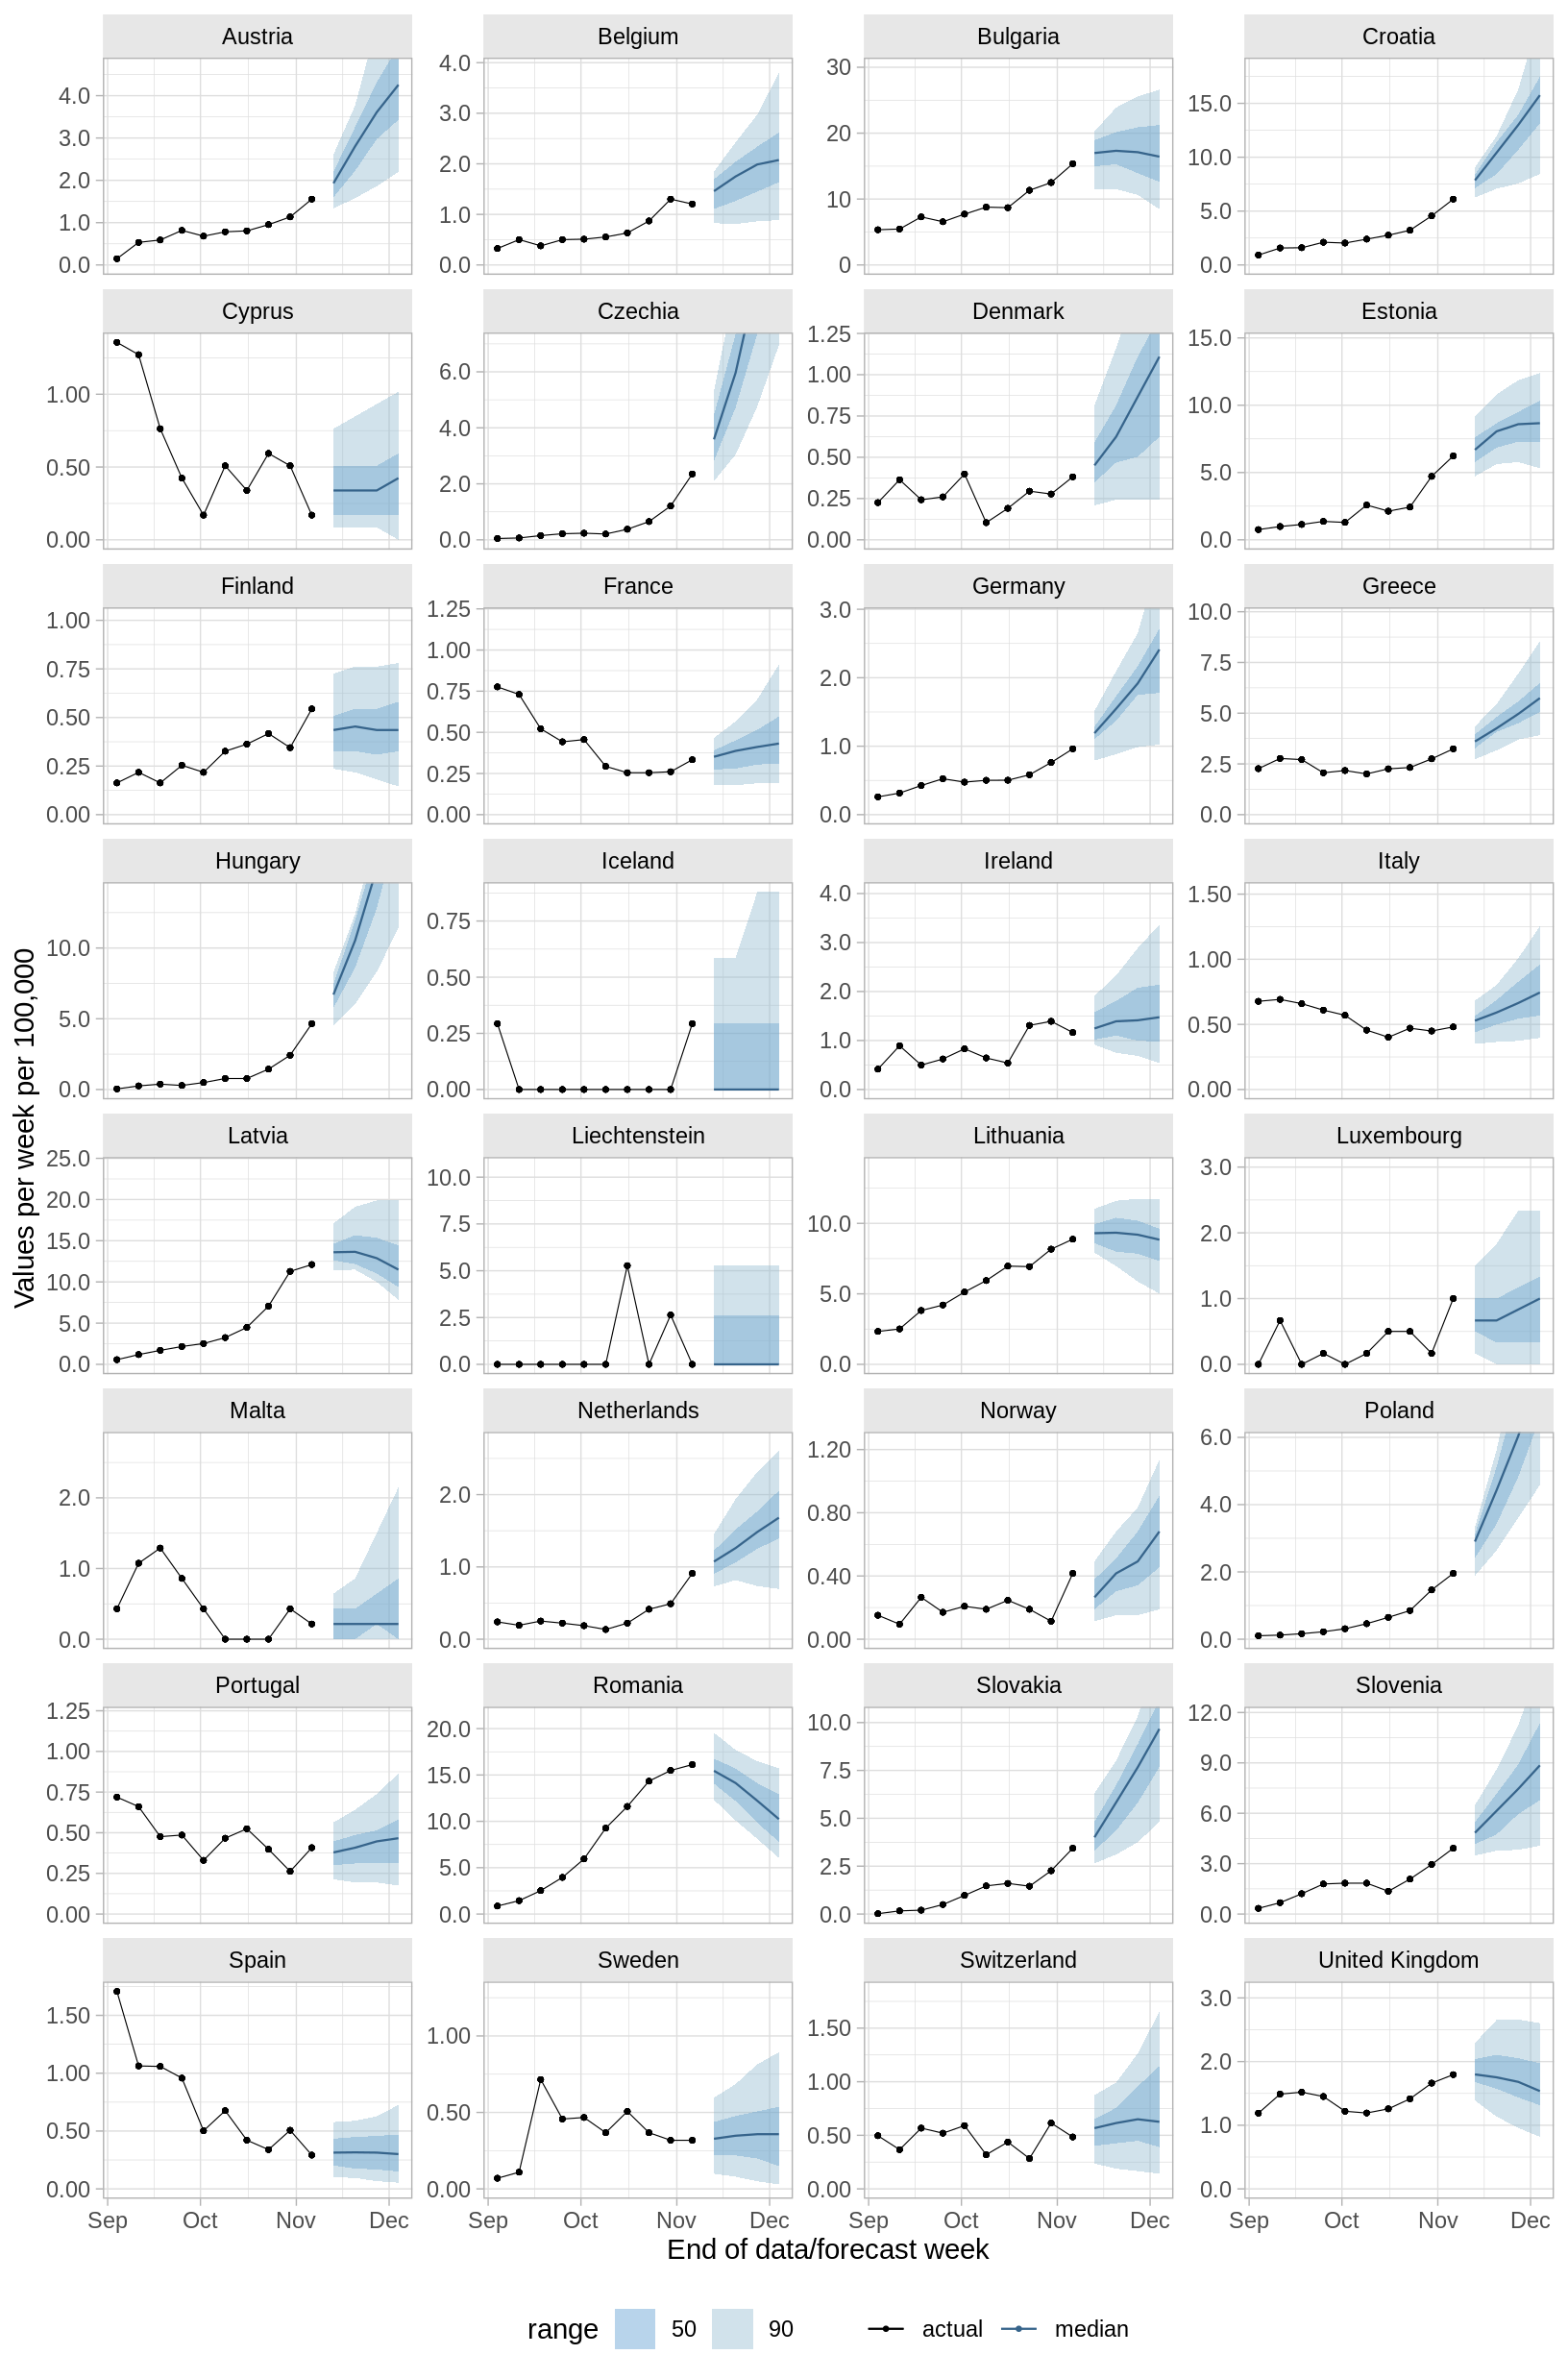 Austria Belgium Bulgaria Croatia
4.0 3.0 2.0 1.0 0.0
4.0 3.0 2.0 1.0 0.0
30 20 10 0
15.0 10.0 5.0 0.0
Cyprus Czechia Denmark Estonia
1.00 0.50 0.00
6.0 4.0 2.0 0.0
1.25 1.00 0.75 0.50 0.25 0.00
15.0 10.0 5.0 0.0
Finland France Germany Greece
1.00 0.75 0.50 0.25 0.00
1.25 1.00 0.75 0.50 0.25 0.00
3.0 2.0 1.0 0.0
10.0 7.5 5.0 2.5 0.0
Hungary Iceland Ireland Italy
10.0 5.0 0.0
0.75 0.50 0.25 0.00
4.0 3.0 2.0 1.0 0.0
1.50 1.00 0.50 0.00
Values per week per 100,000
Latvia Liechtenstein Lithuania Luxembourg
25.0 20.0 15.0 10.0 5.0 0.0
10.0 7.5 5.0 2.5 0.0
10.0 5.0 0.0
3.0 2.0 1.0 0.0
Malta Netherlands Norway Poland
2.0 1.0 0.0
2.0 1.0 0.0
1.20 0.80 0.40 0.00
6.0 4.0 2.0 0.0
Portugal Romania Slovakia Slovenia
1.25 1.00 0.75 0.50 0.25 0.00
20.0 15.0 10.0 5.0 0.0
10.0 7.5 5.0 2.5 0.0
12.0 9.0 6.0 3.0 0.0
Spain Sweden Switzerland United Kingdom
1.50 1.00 0.50 0.00
1.00 0.50 0.00
1.50 1.00 0.50 0.00
3.0 2.0 1.0 0.0
Sep Oct Nov Dec Sep Oct Nov Dec Sep Oct Nov Dec Sep Oct Nov Dec
End of data/forecast week
range 50 90 actual median